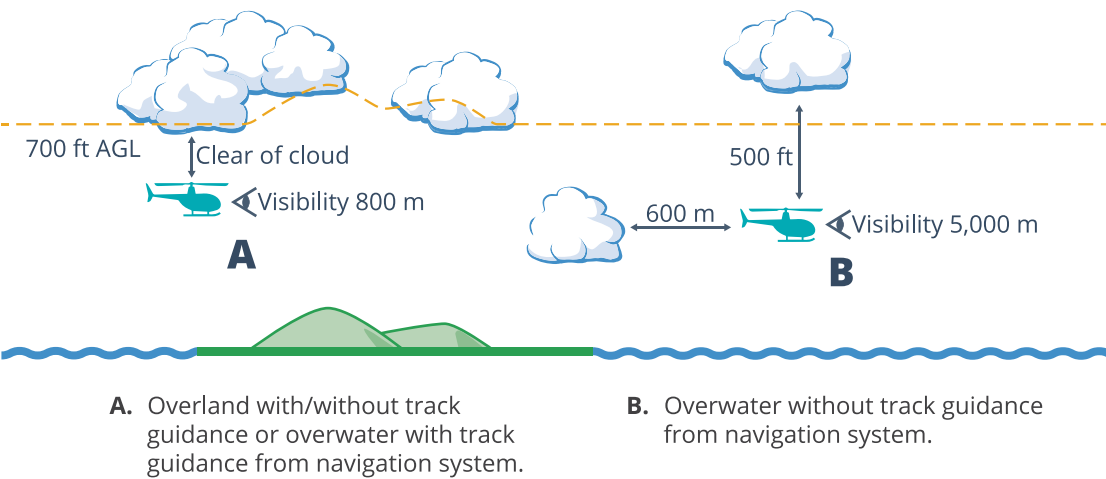 700 ft AGL
Clear of cloud
Visibility 800 m
A
500 ft
600 m
Visibility 5,000 m
B
A. Overland with/without track
guidance or overwater with track
guidance from navigation system.
B. Overwater without track guidance
from navigation system.